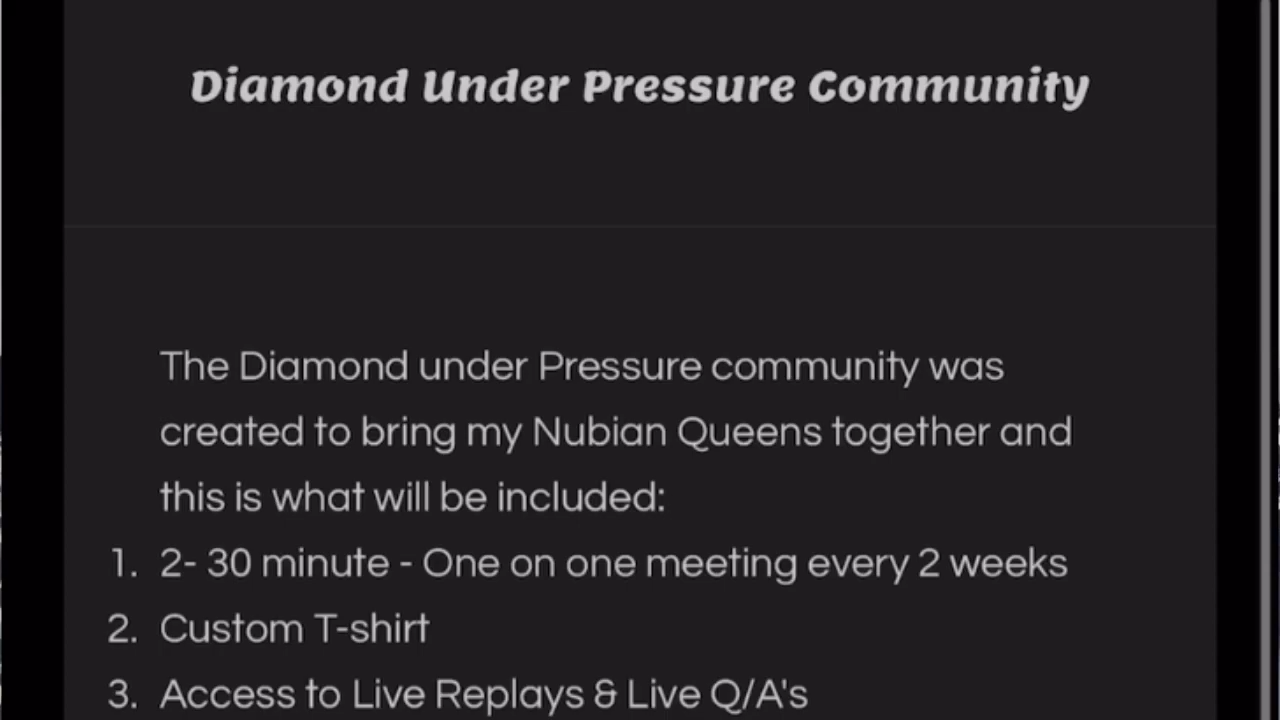 Diamond Under Pressure Community
The Diamond under Pressure community was
created to bring my Nubian Queens together and
this is what will be included:
1. 2- 30 minute - One on one meeting every 2 weeks
2. Custom T-shirt
3. Access to Live Replays & Live Q/A's